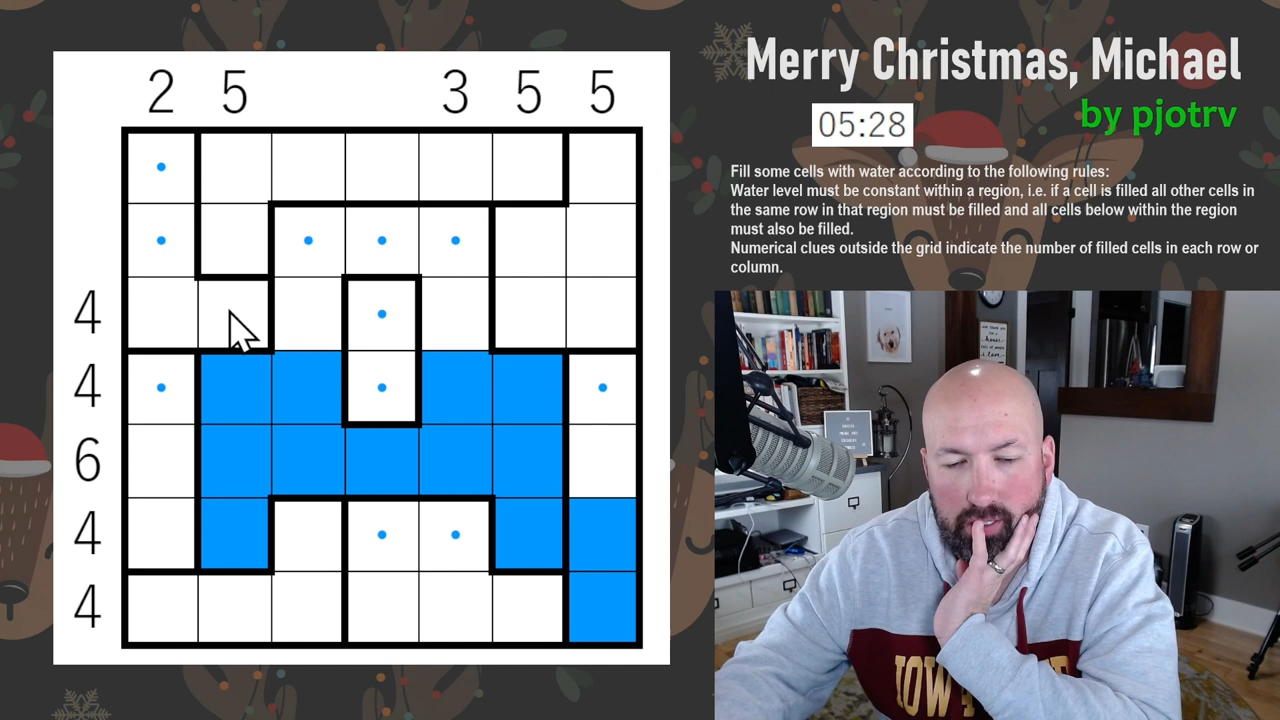 Merry Christmas, Michael
by pjotrv
05:28
Fill some cells with water according to the following rules:
Water level must be constant within a region, i.e. if a cell is filled all other cells in
the same row in that region must be filled and all cells below within the region
must also be filled.
Numerical clues outside the grid indicate the number of filled cells in each row or
column.
2 5 3 5 5
4
4
6
4
4
IOW